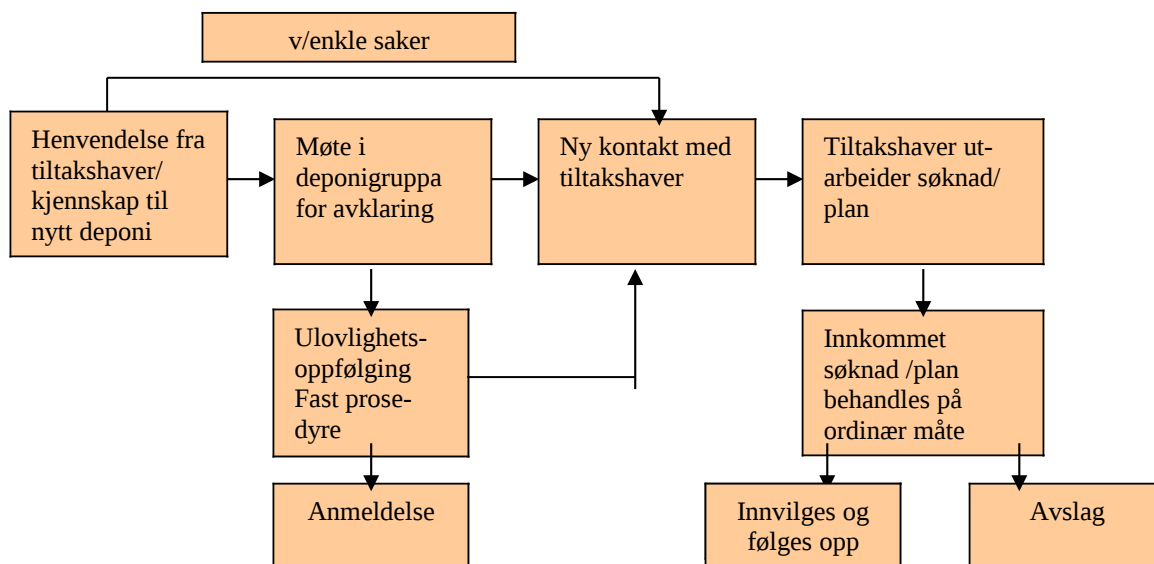 v/enkle saker
Henvendelse fra
tiltakshaver/
kjennskap til
nytt deponi
Møte i
deponigruppa
for avklaring
Ny kontakt med
tiltakshaver
Tiltakshaver ut-
arbeider søknad/
plan
Ulovlighets-
oppfølging
Fast prose-
dyre
Innkommet
søknad /plan
behandles på
ordinær måte
Anmeldelse
Innvilges og
følges opp
Avslag